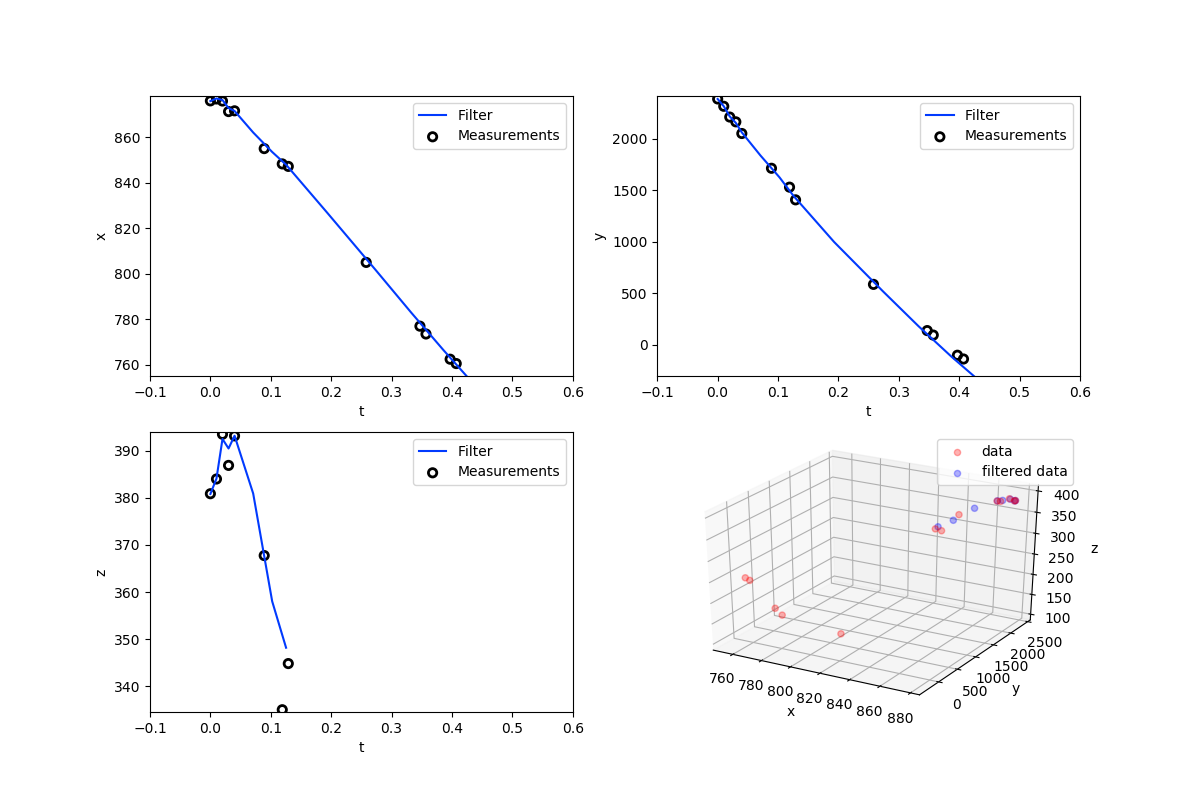 Filter
Measurements
860
840
820
800
780
760
x
−0.1 0.0 0.1 0.2 0.3 0.4 0.5 0.6
t
Filter
Measurements
2000
1500
1000
500
0
y
−0.1 0.0 0.1 0.2 0.3 0.4 0.5 0.6
t
Filter
Measurements
390
380
370
360
350
340
z
−0.1 0.0 0.1 0.2 0.3 0.4 0.5 0.6
t
data
filtered data
400
350
300
250
200
150
100
z
2500
2000
1500
1000
500
0
y
760 780 800 820 840 860 880
x